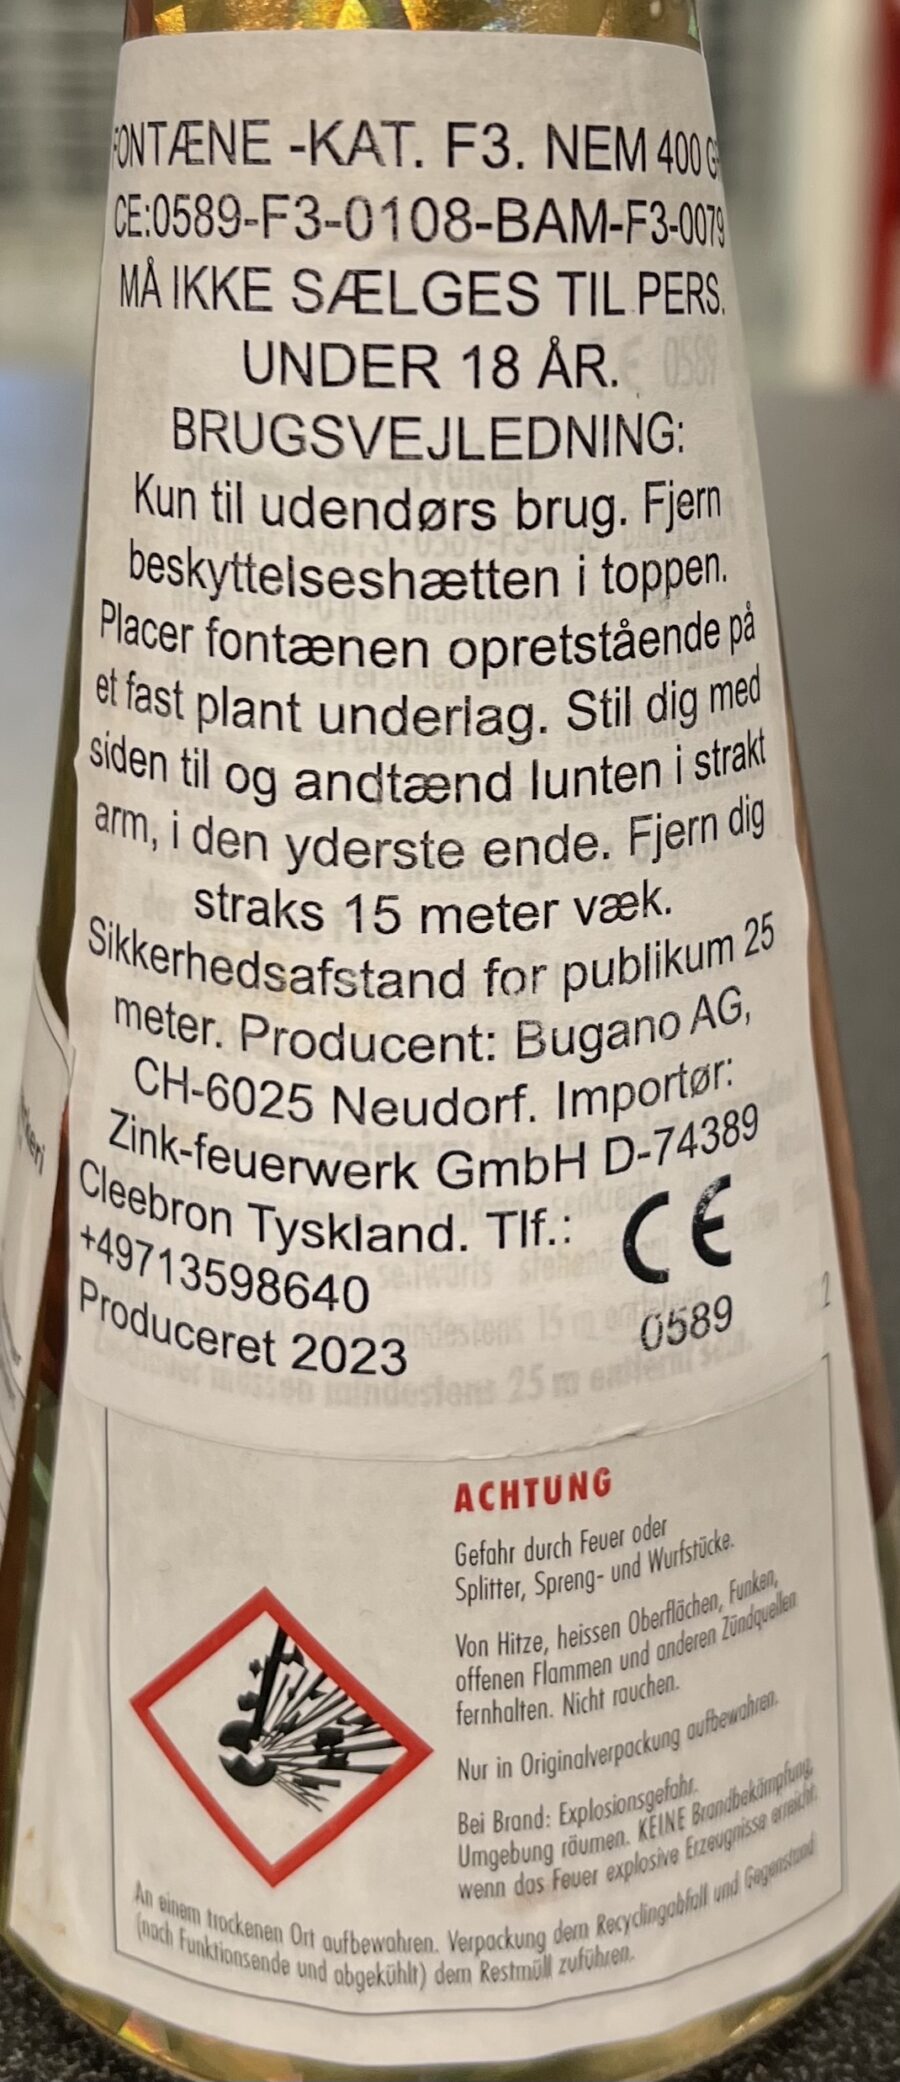 FONTÆNE -KAT. F3. NEM 400 G
CE:0589-F3-0108-BAM-F3-0079
MÅ IKKE SÆLGES TIL PERS.
UNDER 18 ÅR.
BRUGSVEJLEDNING:
Kun til udendørs brug. Fjern
beskyttelseshætten i toppen.
Placer fontænen opretstående på
et fast plant underlag. Stil dig med
siden til og andtænd lunten i strakt
arm, i den yderste ende. Fjern dig
straks 15 meter væk.
Sikkerhedsafstand for publikum 25
meter. Producent: Bugano AG,
CH-6025 Neudorf. Importør:
Zink-feuerwerk GmbH D-74389
Cleebron Tyskland. Tlf.:
+49713598640
Produceret 2023
CE
0589
ACHTUNG
Gefahr durch Feuer oder
Splitter, Spreng- und Wurfstücke.
Von Hitze, heissen Oberflächen, Funken,
offenen Flammen und anderen Zündquellen
fernhalten. Nicht rauchen.
Nur in Originalverpackung aufbewahren.
Bei Brand: Explosionsgefahr.
Umgebung räumen. KEINE Brandbekämpfung,
wenn das Feuer explosive Erzeugnisse erreicht.
An einem trockenen Ort aufbewahren. Verpackung dem Recyclingabfall und Gegenstand
(nach Funktionsende und abgekühlt) dem Restmüll zuführen.